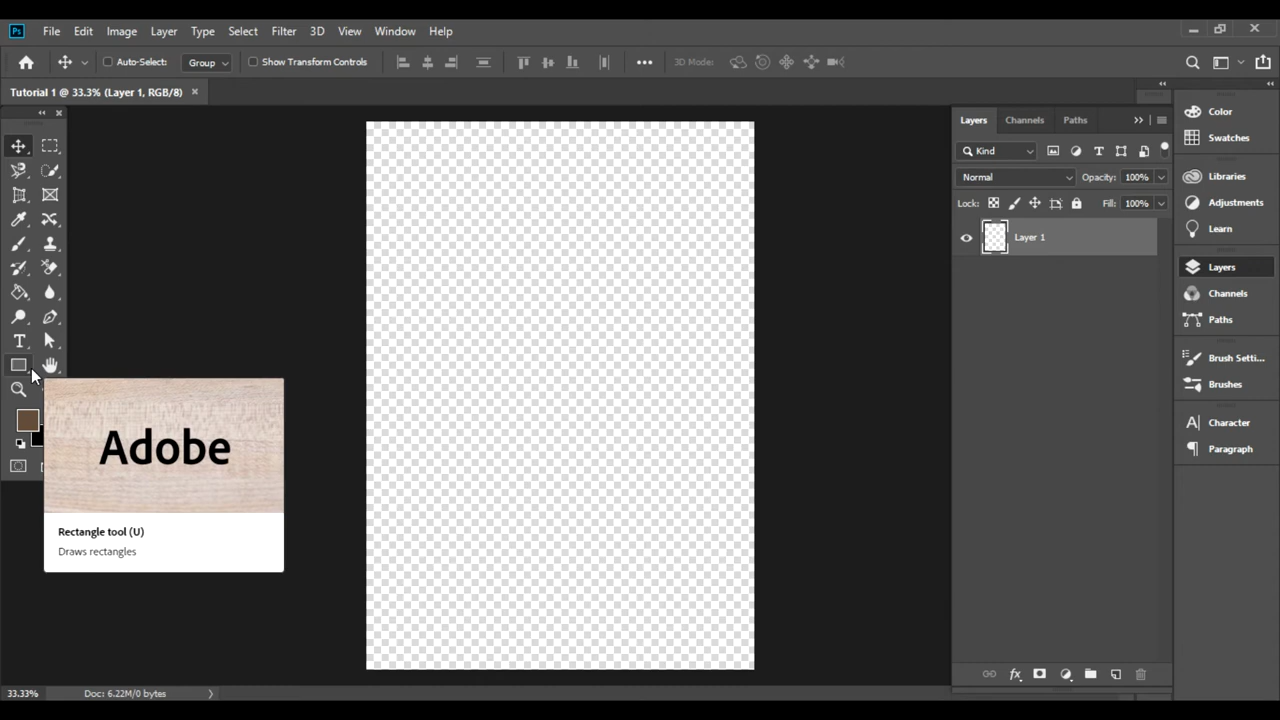 Ps File Edit Image Layer Type Select Filter 3D View Window Help
Auto-Select: Group Show Transform Controls 3D Mode:
Tutorial 1 @ 33.3% (Layer 1, RGB/8)
Layers Channels Paths
Kind
Normal Opacity: 100%
Lock: Fill: 100%
Layer 1
Color
Swatches
Libraries
Adjustments
Learn
Layers
Channels
Paths
Brush Setti...
Brushes
Character
Paragraph
Adobe
Rectangle tool (U)
Draws rectangles
33.33% Doc: 6.22M/0 bytes